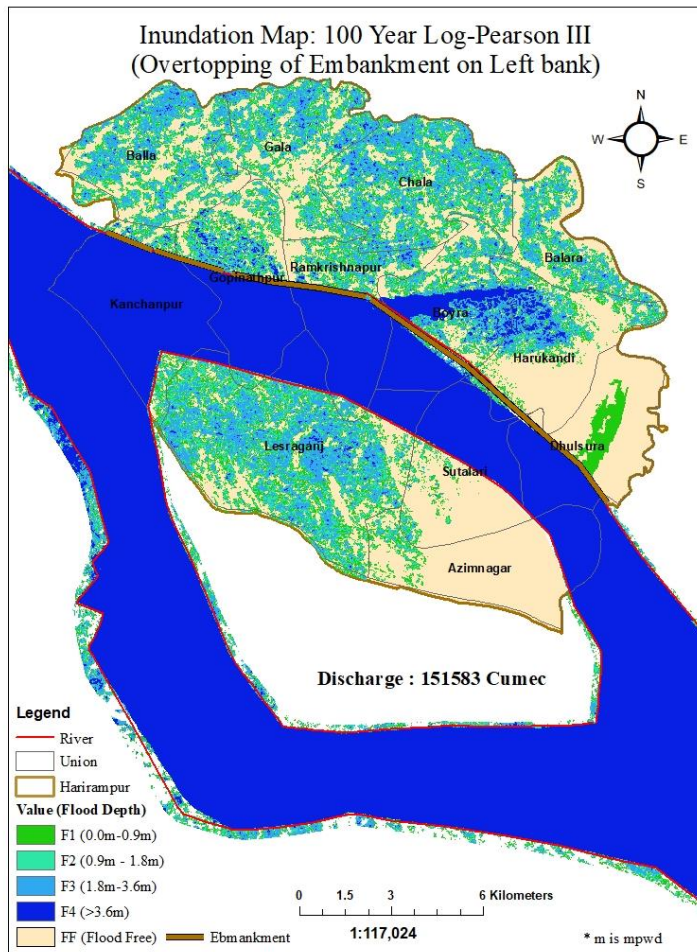 Inundation Map: 100 Year Log-Pearson III
(Overtopping of Embankment on Left bank)
N
W E
S
Balla
Gala
Chala
Balara
Ramkrishnapur
Gopinathpur
Kanchanpur
Boyra
Harukandi
Dhulsura
Lesraganj
Sutalari
Azimnagar
Discharge : 151583 Cumec
Legend
River
Union
Harirampur
Value (Flood Depth)
F1 (0.0m-0.9m)
F2 (0.9m - 1.8m)
F3 (1.8m-3.6m)
F4 (>3.6m)
FF (Flood Free)
Ebmankment
0 1.5 3 6 Kilometers
1:117,024
* m is mpwd